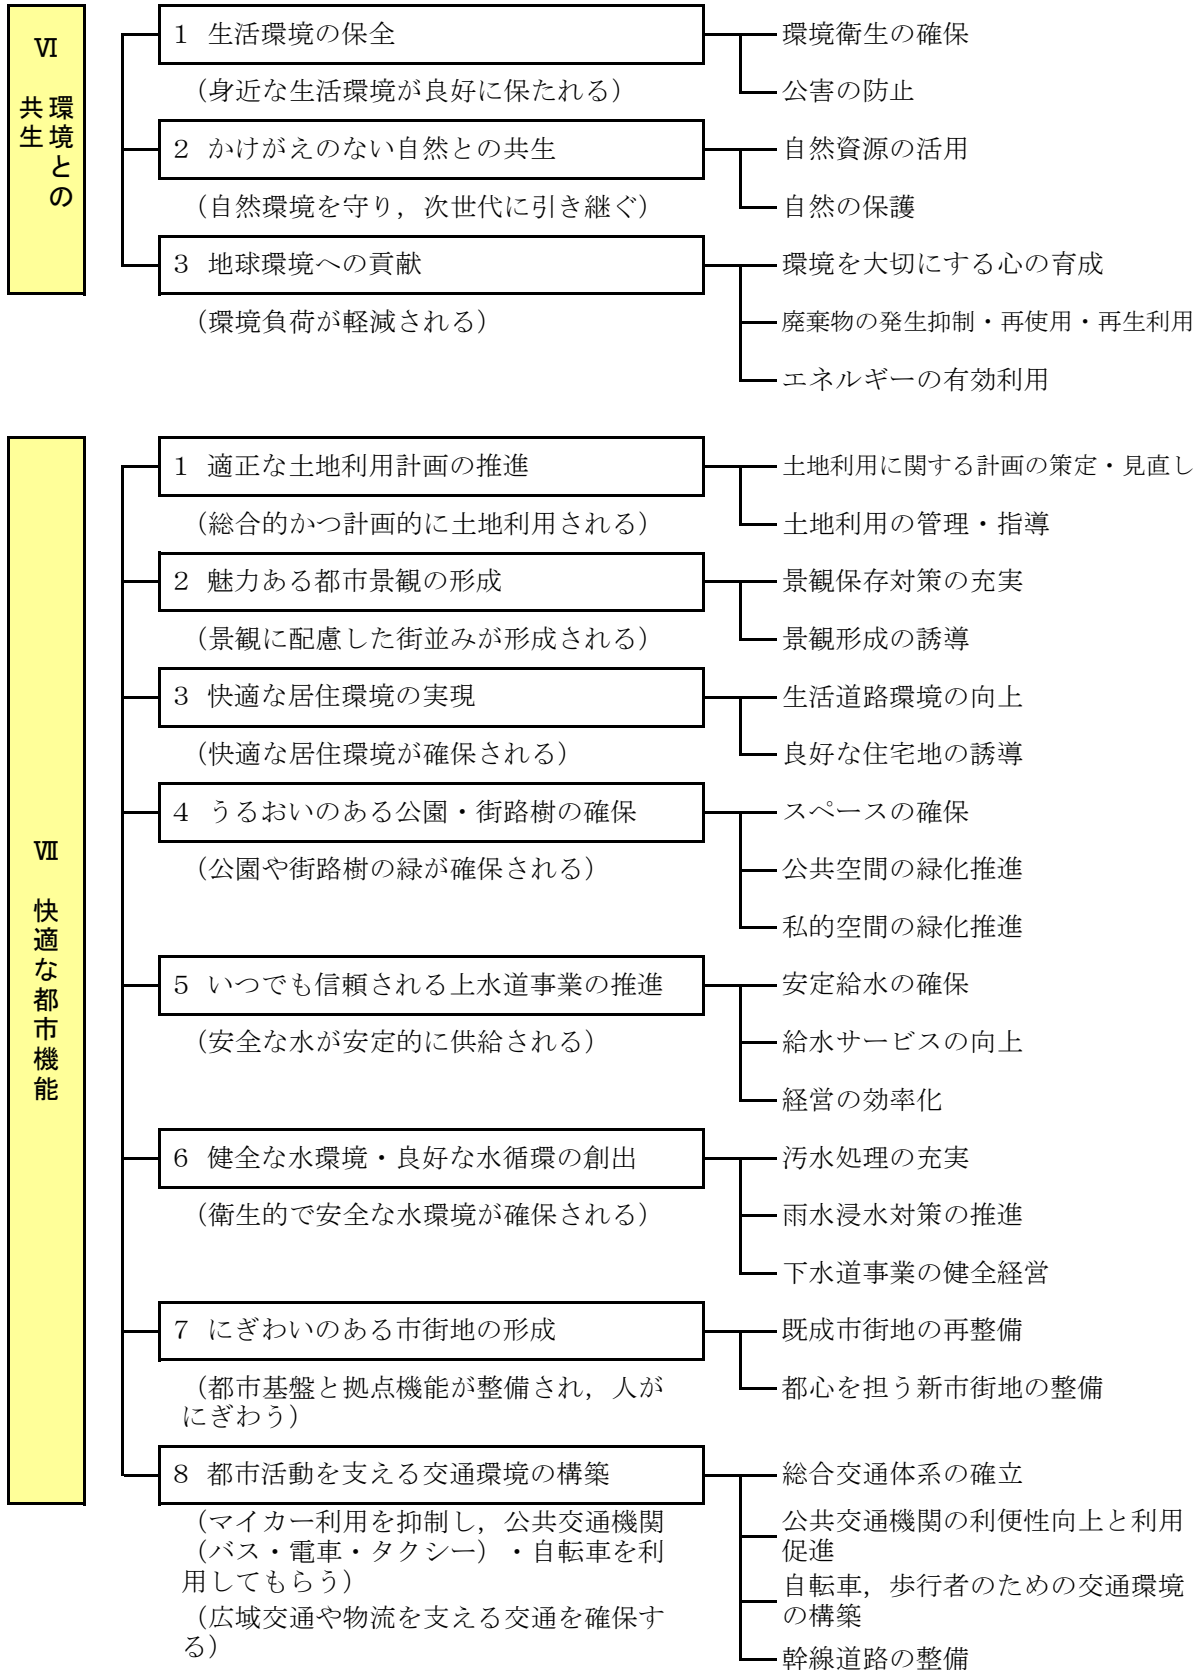 Ⅵ 環境との共生
1 生活環境の保全
（身近な生活環境が良好に保たれる）
環境衛生の確保
公害の防止
2 かけがえのない自然との共生
（自然環境を守り，次世代に引き継ぐ）
自然資源の活用
自然の保護
3 地球環境への貢献
（環境負荷が軽減される）
環境を大切にする心の育成
廃棄物の発生抑制・再使用・再生利用
エネルギーの有効利用
Ⅶ 快適な都市機能
1 適正な土地利用計画の推進
（総合的かつ計画的に土地利用される）
土地利用に関する計画の策定・見直し
土地利用の管理・指導
2 魅力ある都市景観の形成
（景観に配慮した街並みが形成される）
景観保存対策の充実
景観形成の誘導
3 快適な居住環境の実現
（快適な居住環境が確保される）
生活道路環境の向上
良好な住宅地の誘導
4 うるおいのある公園・街路樹の確保
（公園や街路樹の緑が確保される）
スペースの確保
公共空間の緑化推進
私的空間の緑化推進
5 いつでも信頼される上水道事業の推進
（安全な水が安定的に供給される）
安定給水の確保
給水サービスの向上
経営の効率化
6 健全な水環境・良好な水循環の創出
（衛生的で安全な水環境が確保される）
汚水処理の充実
雨水浸水対策の推進
下水道事業の健全経営
7 にぎわいのある市街地の形成
（都市基盤と拠点機能が整備され，人が
にぎわう）
既成市街地の再整備
都心を担う新市街地の整備
8 都市活動を支える交通環境の構築
（マイカー利用を抑制し，公共交通機関
（バス・電車・タクシー）・自転車を利
用してもらう）
（広域交通や物流を支える交通を確保す
る）
総合交通体系の確立
公共交通機関の利便性向上と利用
促進
自転車，歩行者のための交通環境
の構築
幹線道路の整備